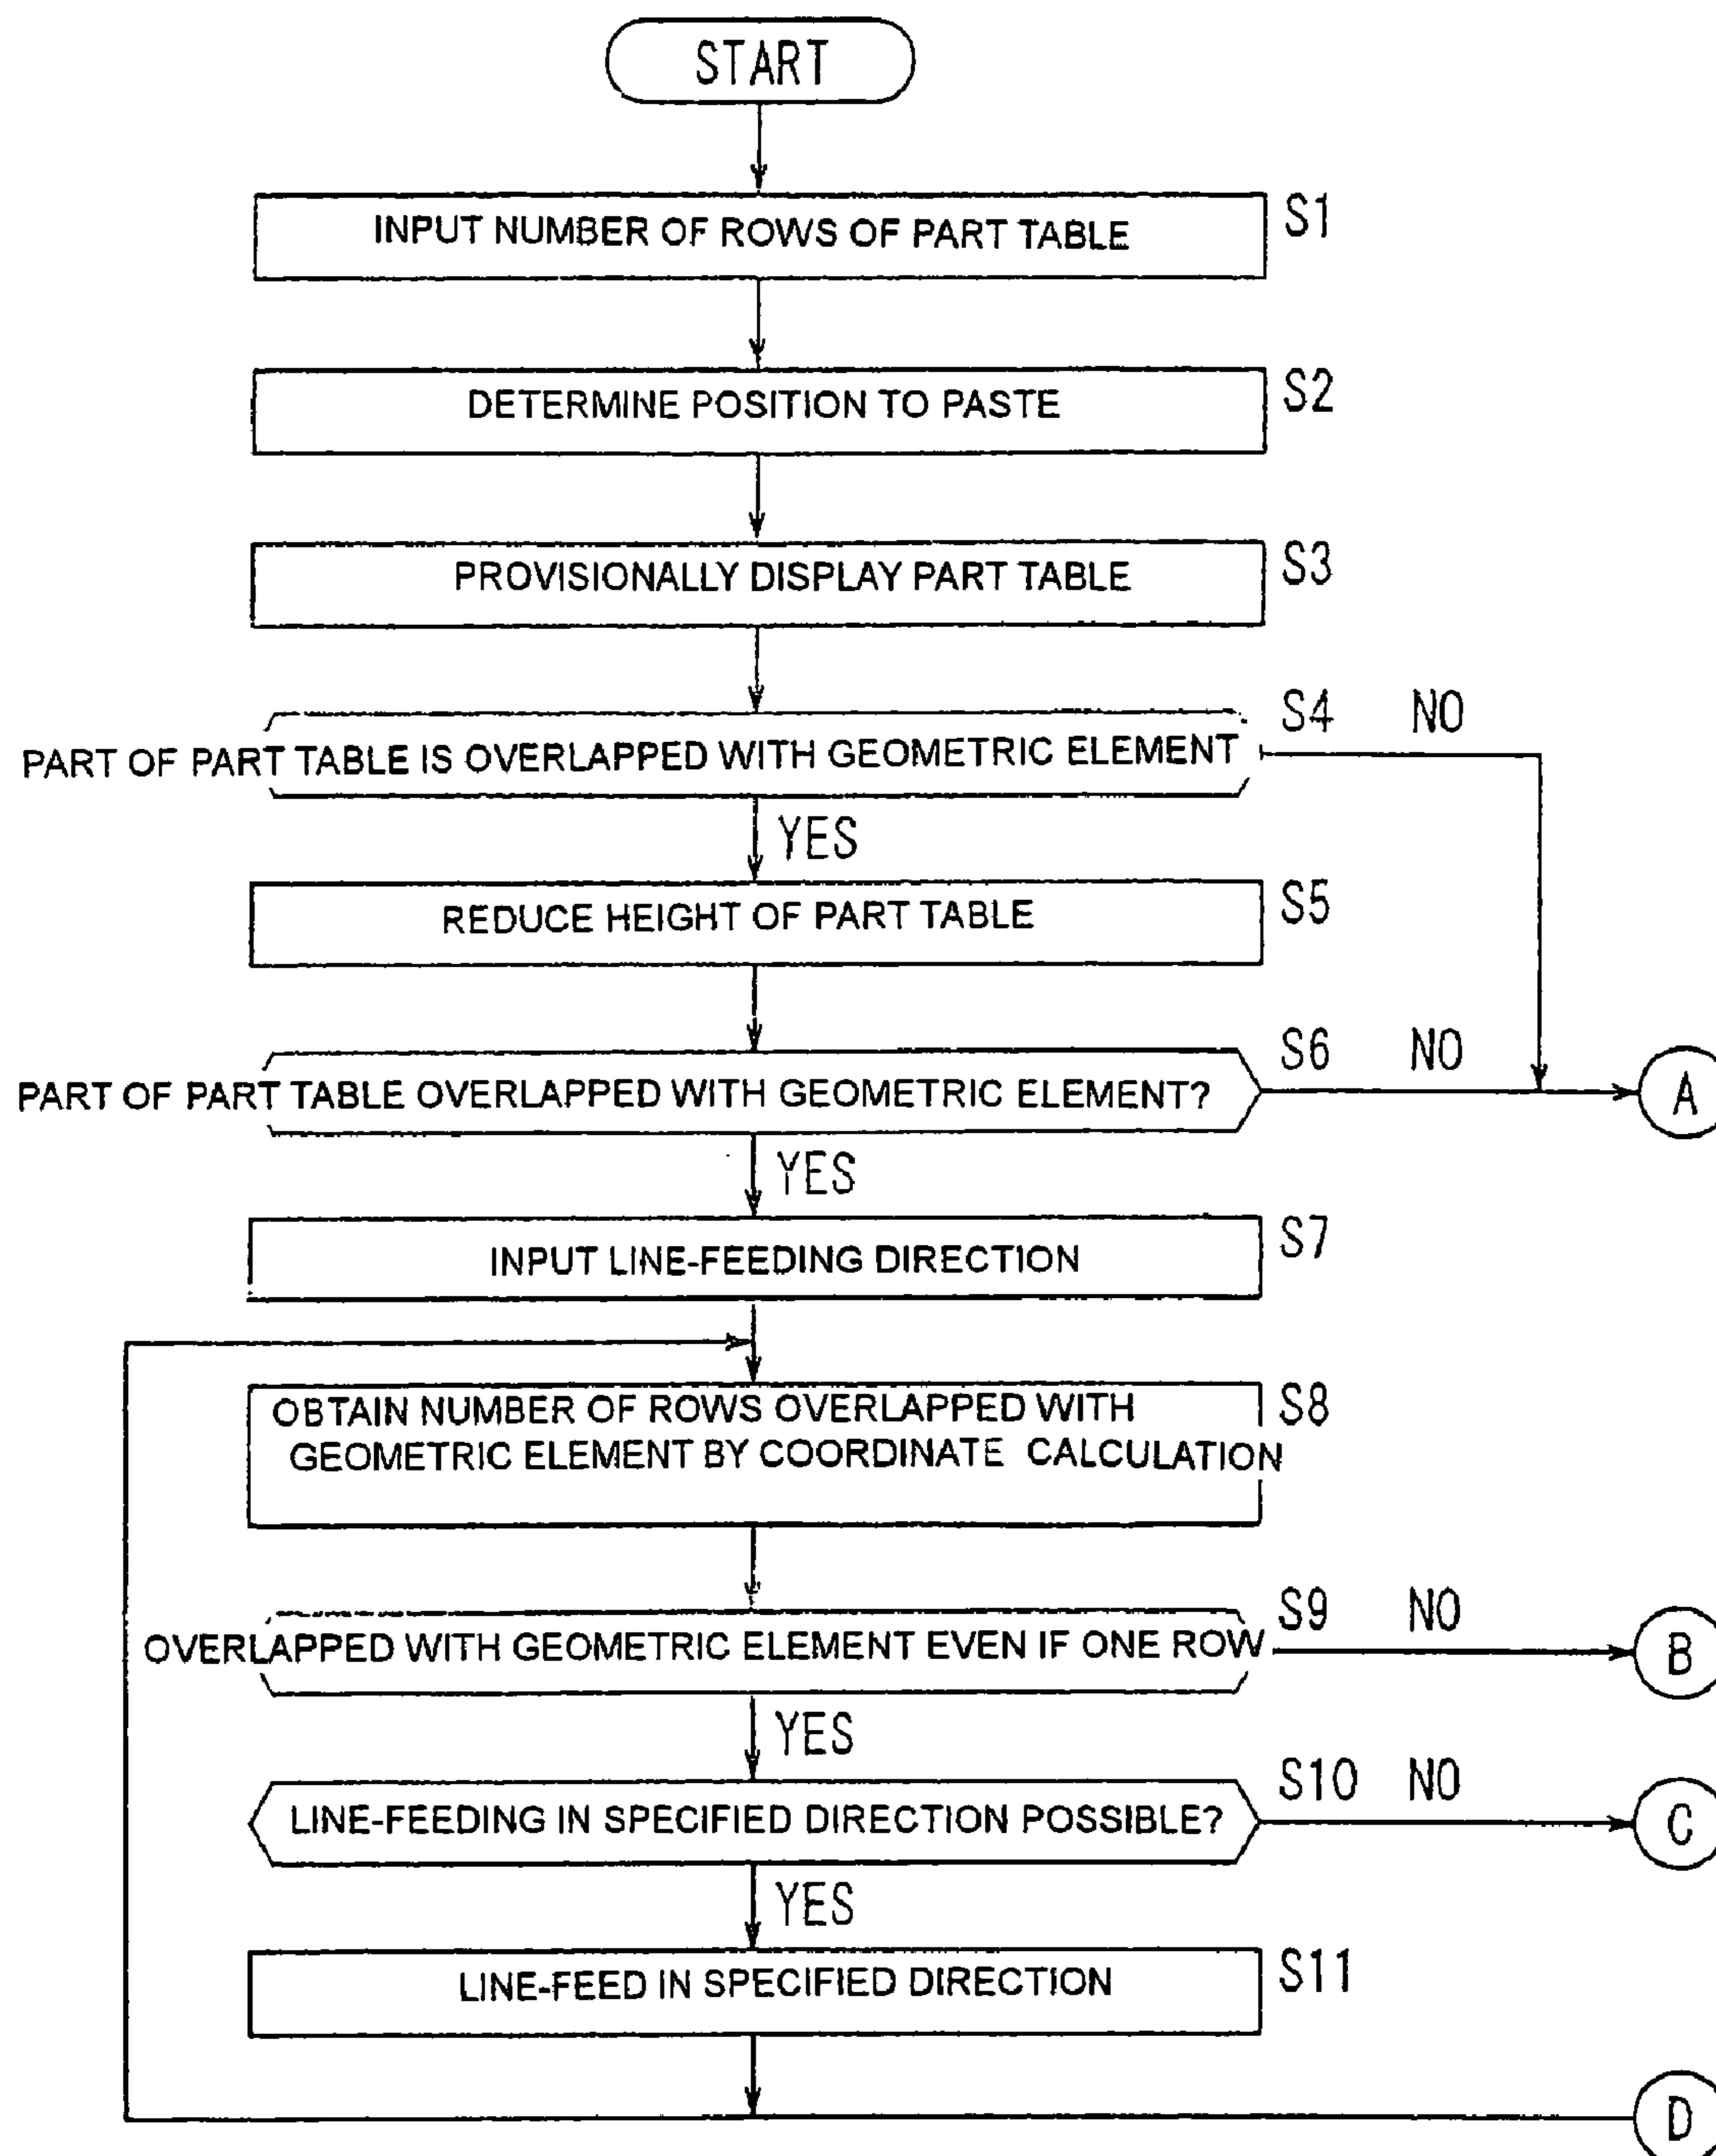 START
INPUT NUMBER OF ROWS OF PART TABLE
S1
DETERMINE POSITION TO PASTE
S2
PROVISIONALLY DISPLAY PART TABLE
S3
PART OF PART TABLE IS OVERLAPPED WITH GEOMETRIC ELEMENT
S4 NO
YES
REDUCE HEIGHT OF PART TABLE
S5
PART OF PART TABLE OVERLAPPED WITH GEOMETRIC ELEMENT?
S6 NO
A
YES
INPUT LINE-FEEDING DIRECTION
S7
OBTAIN NUMBER OF ROWS OVERLAPPED WITH
GEOMETRIC ELEMENT BY COORDINATE CALCULATION
S8
OVERLAPPED WITH GEOMETRIC ELEMENT EVEN IF ONE ROW
S9 NO
B
YES
LINE-FEEDING IN SPECIFIED DIRECTION POSSIBLE?
S10 NO
C
YES
LINE-FEED IN SPECIFIED DIRECTION
S11
D